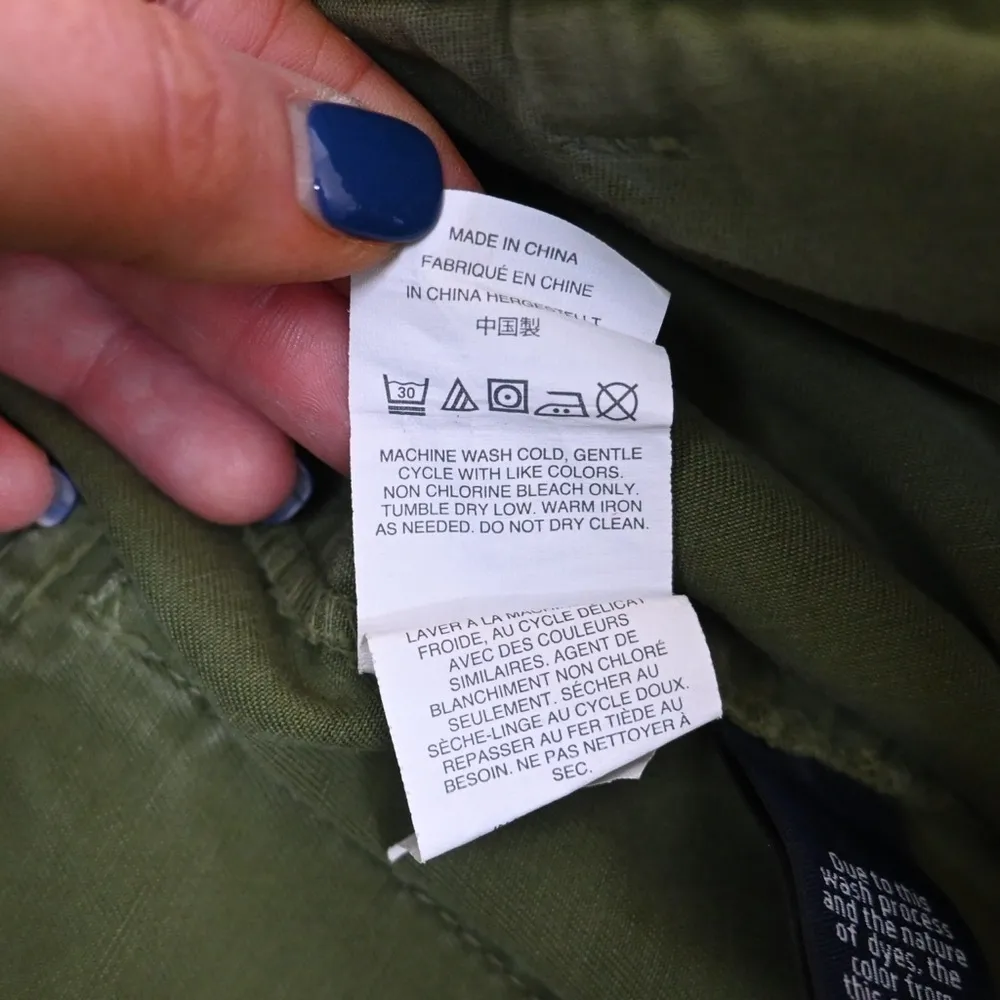 MADE IN CHINA
FABRIQUÉ EN CHINE
IN CHINA HERGESTELLT
中国製
30
MACHINE WASH COLD, GENTLE
CYCLE WITH LIKE COLORS.
NON CHLORINE BLEACH ONLY.
TUMBLE DRY LOW. WARM IRON
AS NEEDED. DO NOT DRY CLEAN.
LAVER À LA
FROIDE, AU CYCLE DÉLICAT
AVEC DES COULEURS
SIMILAIRES. AGENT DE
BLANCHIMENT NON CHLORÉ
SEULEMENT. SÉCHER AU
SÈCHE-LINGE AU CYCLE DOUX.
REPASSER AU FER TIÈDE AU
BESOIN. NE PAS NETTOYER À
SEC.
Due to this
wash process
and the nature
of dyes, the
color from
this